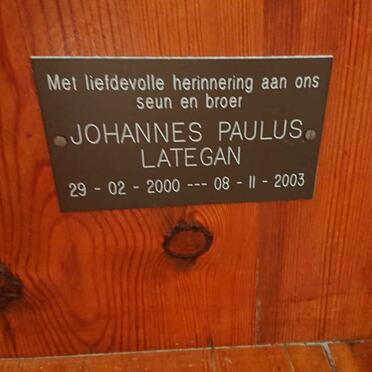 Met liefdevolle herinnering aan ons
seun en broer
JOHANNES PAULUS
LATEGAN
29 - 02 - 2000 --- 08 - 11 - 2003